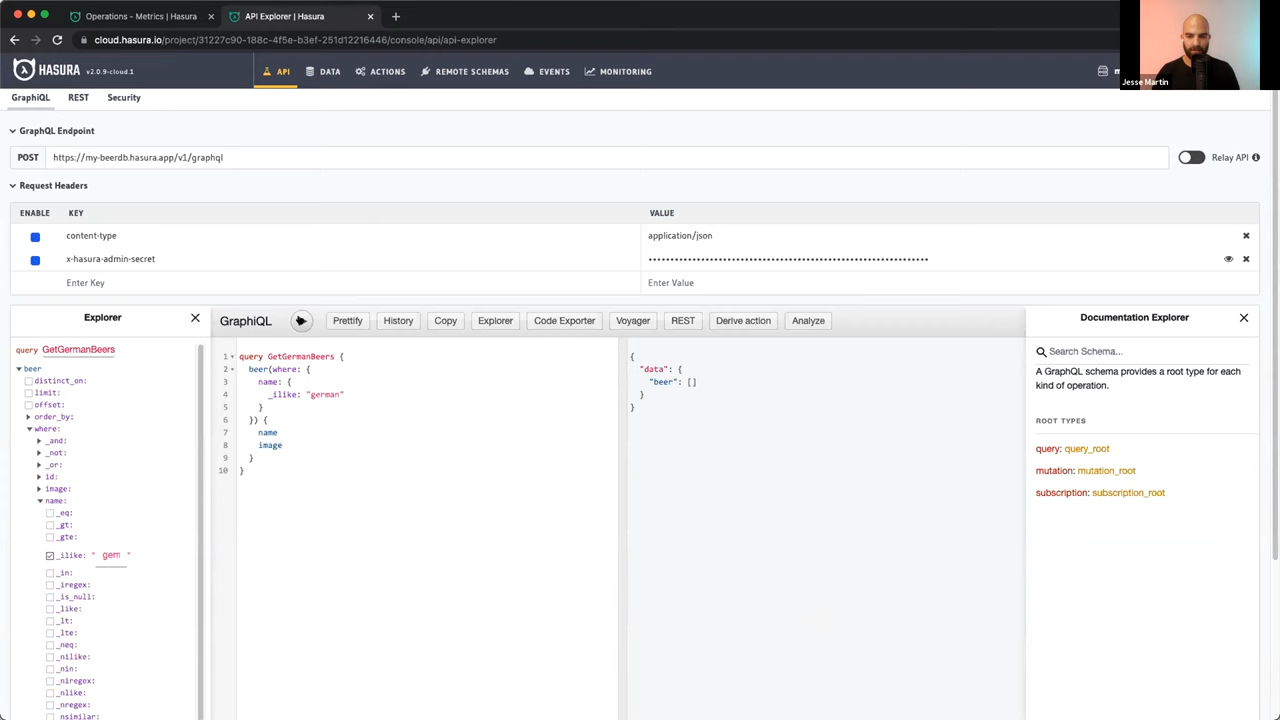 Operations - Metrics | Hasura
API Explorer | Hasura
cloud.hasura.io/project/31227c90-188c-4f5e-b3ef-251d12216446/console/api/api-explorer
HASURA v2.0.9-cloud.1
API
DATA
ACTIONS
REMOTE SCHEMAS
EVENTS
MONITORING
Jesse Martin
GraphiQL
REST
Security
GraphQL Endpoint
POST
https://my-beerdb.hasura.app/v1/graphql
Relay API
Request Headers
ENABLE KEY VALUE
content-type application/json
x-hasura-admin-secret ••••••••••••••••••••••••••••••••••••••••••••••••••••••••••••••••
Enter Key Enter Value
Explorer
query GetGermanBeers
beer
distinct_on:
limit:
offset:
order_by:
where:
_and:
_not:
_or:
id:
image:
name:
_eq:
_gt:
_gte:
_ilike: " gem "
_in:
_iregex:
_is_null:
_like:
_lt:
_lte:
_neq:
_nilike:
_nin:
_niregex:
_nlike:
_nregex:
_nsimilar:
GraphiQL
Prettify
History
Copy
Explorer
Code Exporter
Voyager
REST
Derive action
Analyze
1 query GetGermanBeers {
2 beer(where: {
3 name: {
4 _ilike: "german"
5 }
6 }) {
7 name
8 image
9 }
10 }
{
"data": {
"beer": []
}
}
Documentation Explorer
Search Schema...
A GraphQL schema provides a root type for each
kind of operation.
ROOT TYPES
query: query_root
mutation: mutation_root
subscription: subscription_root